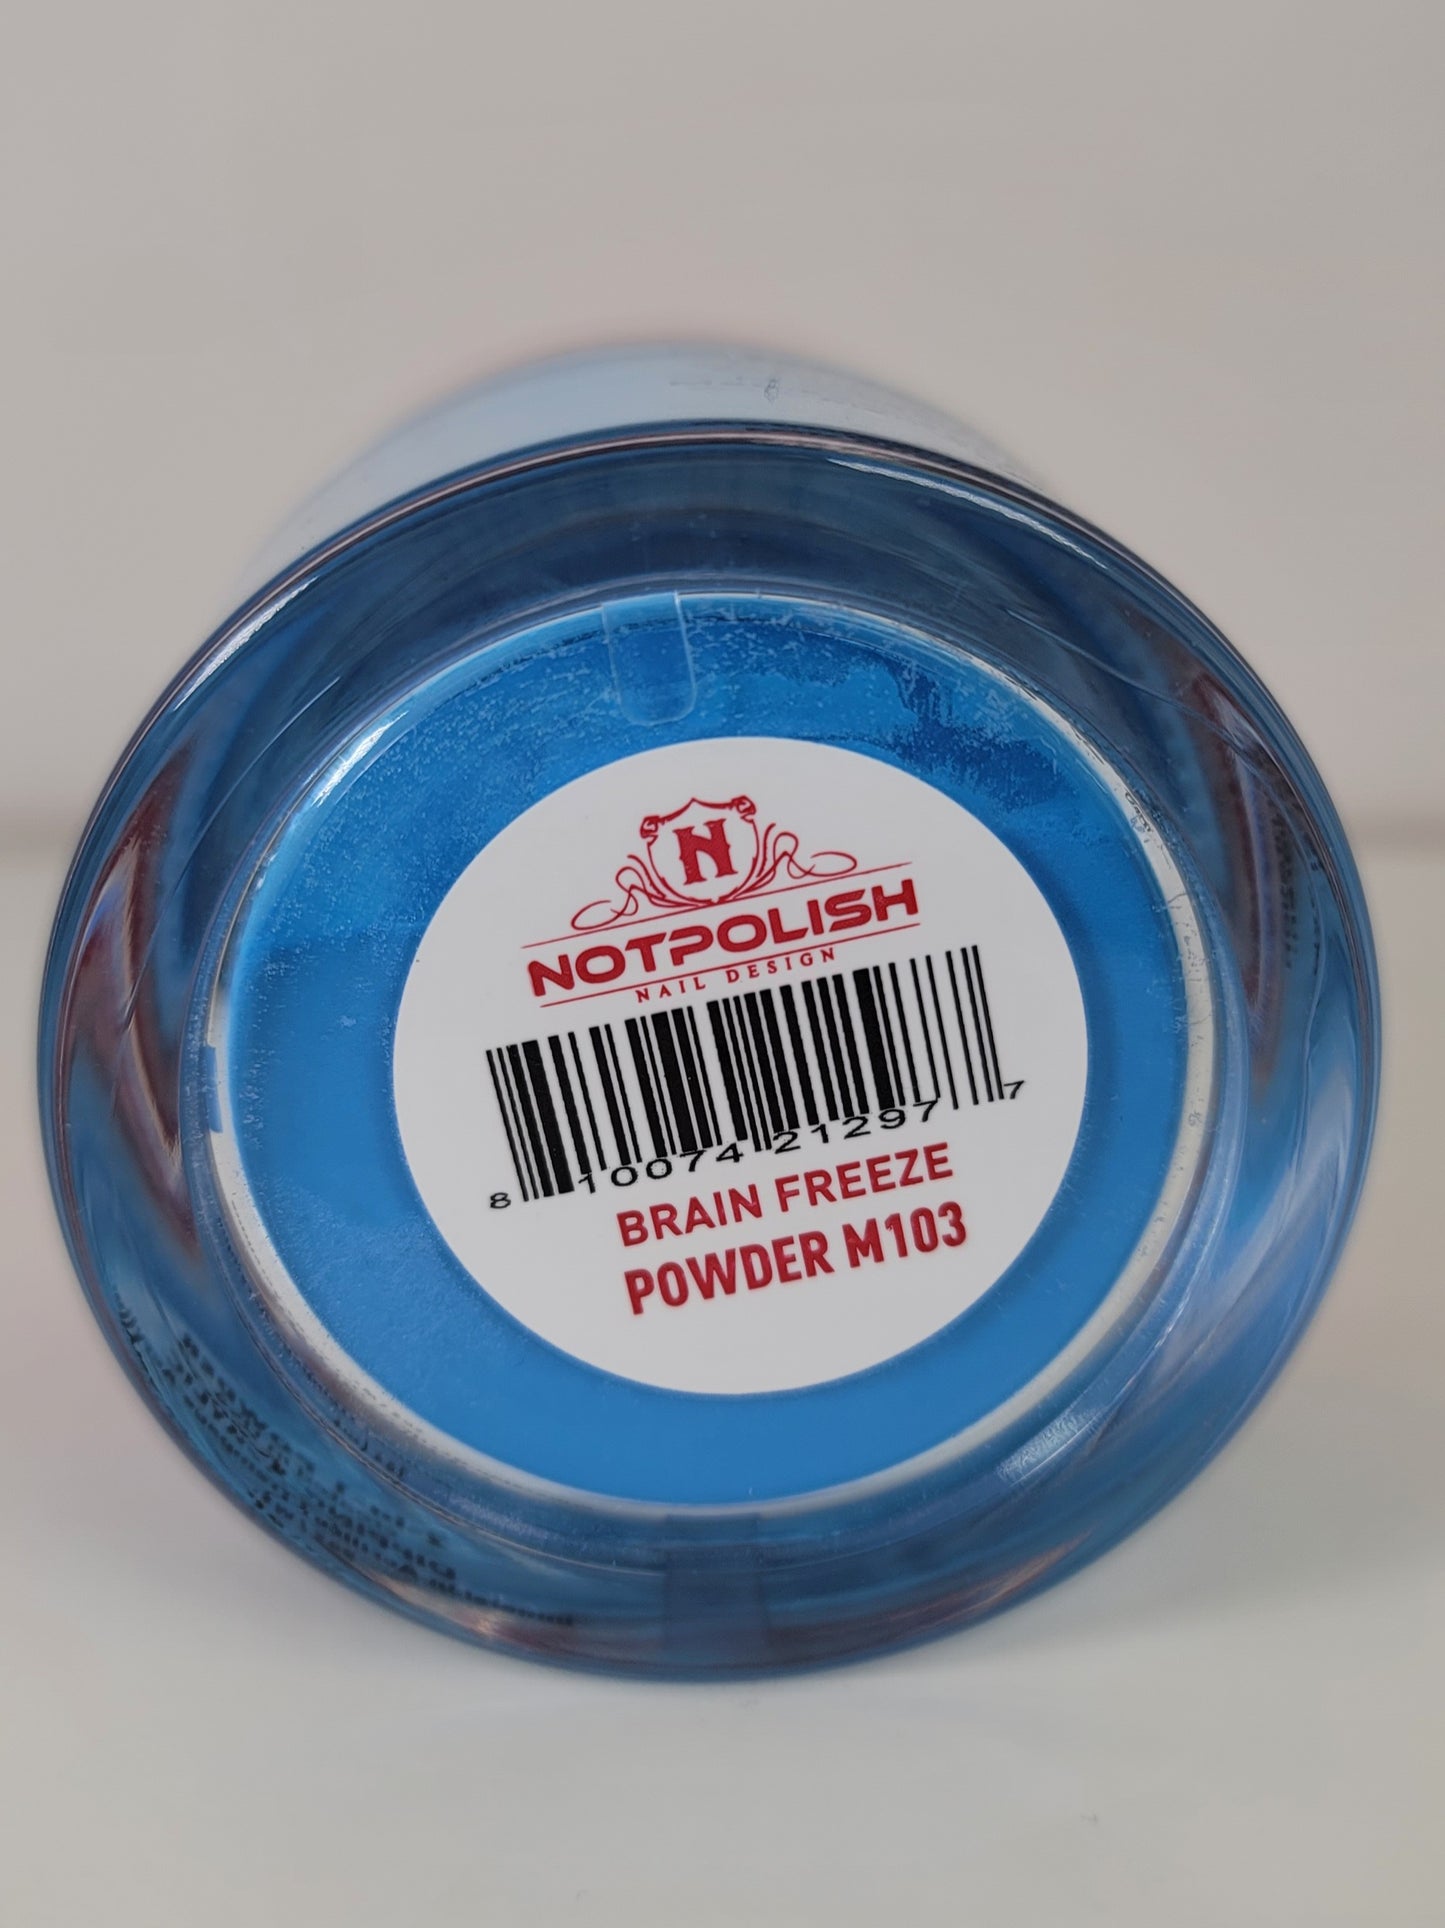 N
NOTPOLISH
NAIL DESIGN
8 10074 21297 7
BRAIN FREEZE
POWDER M103